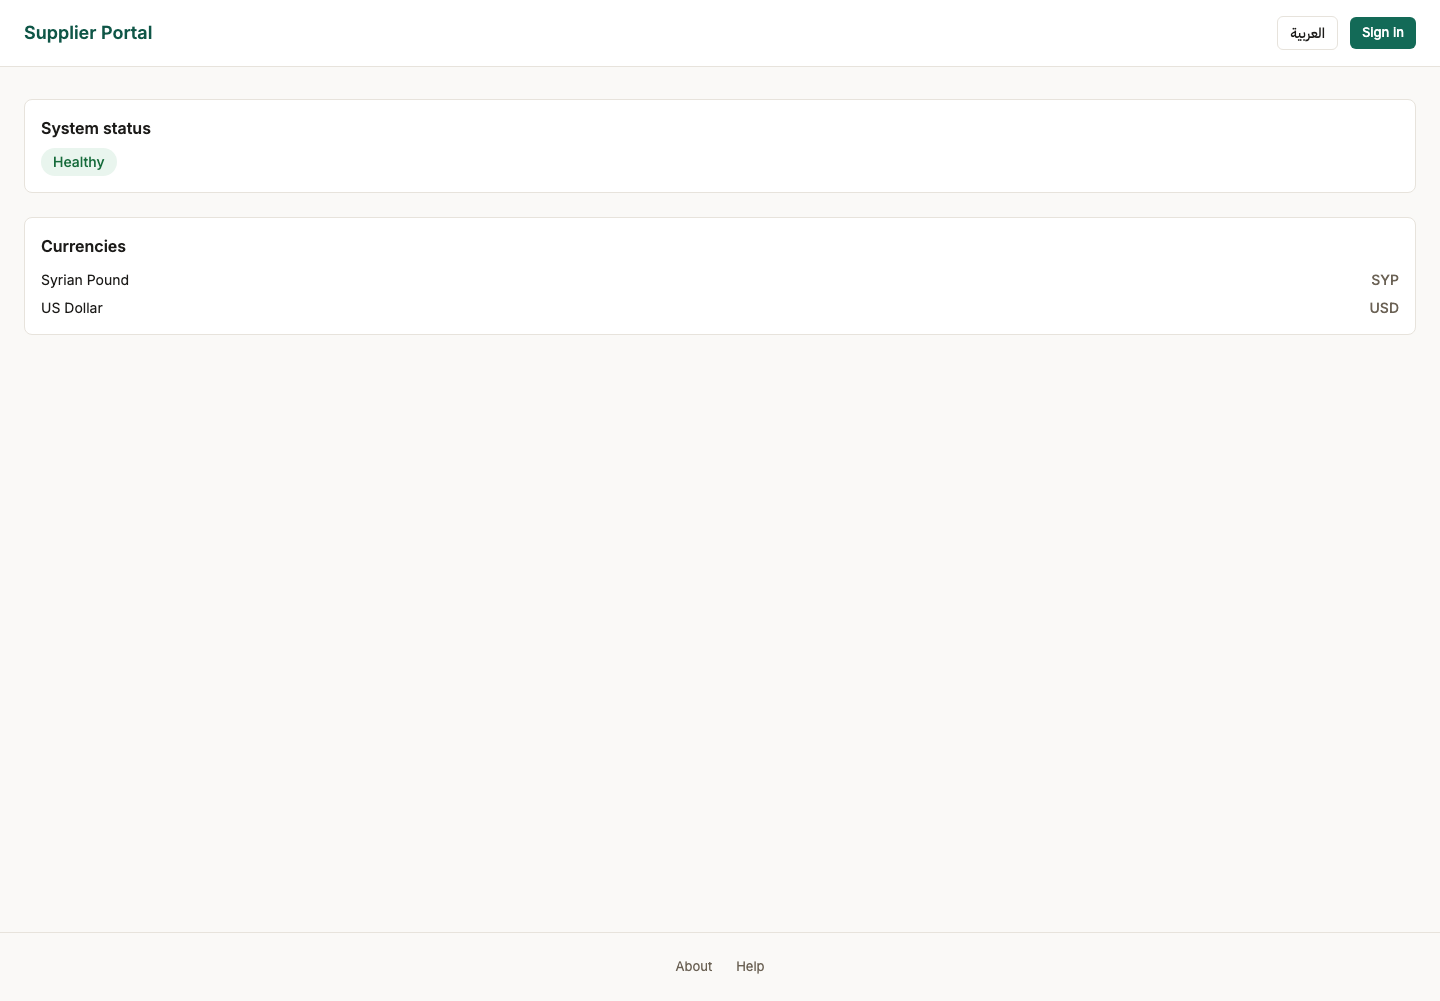 Supplier Portal
العربية
Sign in
System status
Healthy
Currencies
Syrian Pound SYP
US Dollar USD
About Help